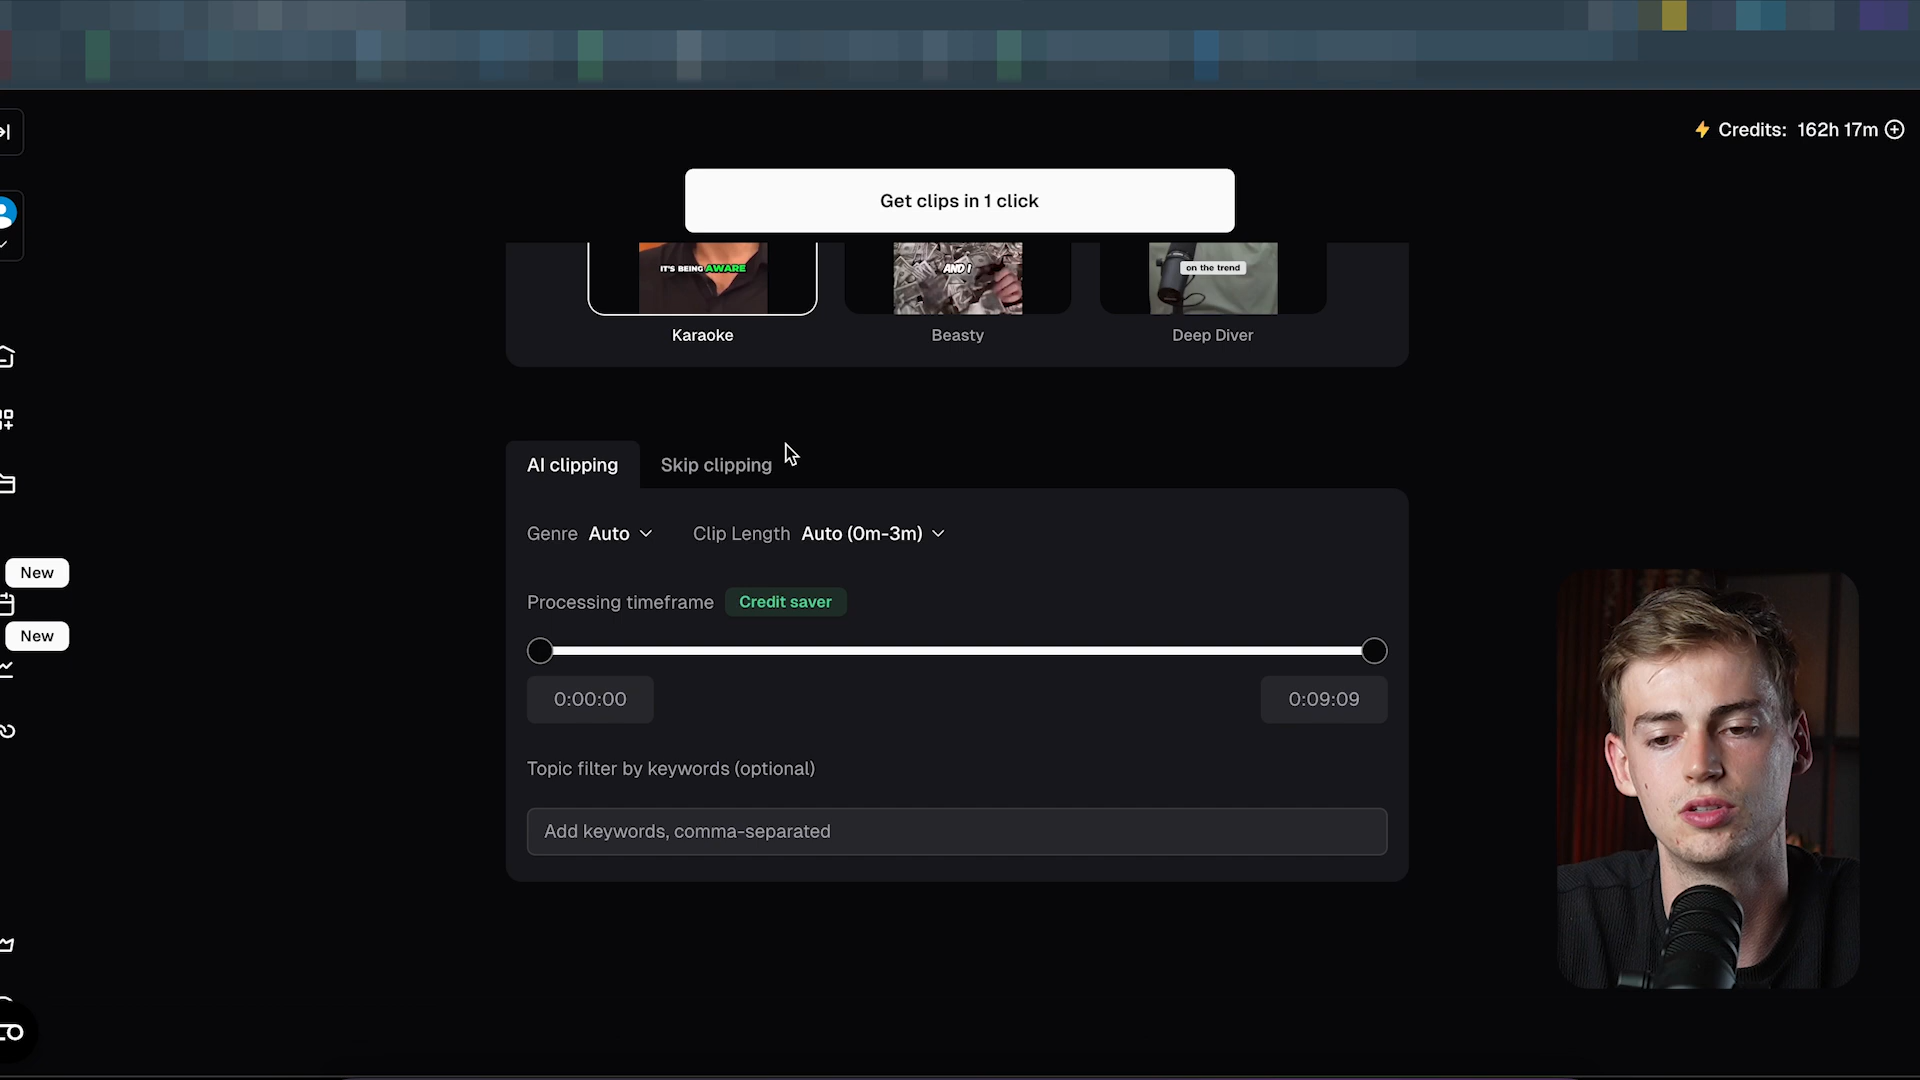 Credits: 162h 17m
Get clips in 1 click
IT'S BEING AWARE
AND I
on the trend
Karaoke
Beasty
Deep Diver
AI clipping
Skip clipping
Genre Auto
Clip Length Auto (0m-3m)
New
Processing timeframe
Credit saver
New
0:00:00
0:09:09
Topic filter by keywords (optional)
Add keywords, comma-separated